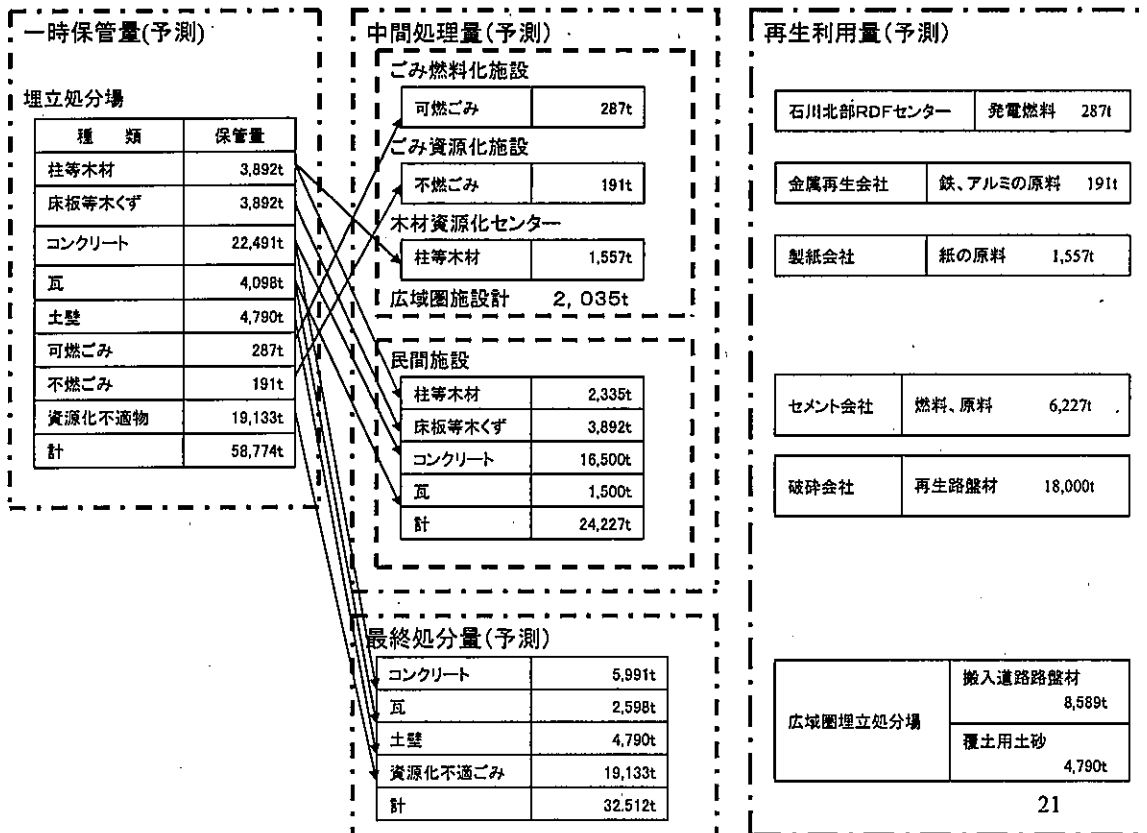 一時保管量(予測)
埋立処分場
種 類 保管量
柱等木材 3,892t
床板等木くず 3,892t
コンクリート 22,491t
瓦 4,098t
土壁 4,790t
可燃ごみ 287t
不燃ごみ 191t
資源化不適物 19,133t
計 58,774t
中間処理量(予測)
ごみ燃料化施設
可燃ごみ 287t
ごみ資源化施設
不燃ごみ 191t
木材資源化センター
柱等木材 1,557t
広域圏施設計 2,035t
民間施設
柱等木材 2,335t
床板等木くず 3,892t
コンクリート 16,500t
瓦 1,500t
計 24,227t
最終処分量(予測)
コンクリート 5,991t
瓦 2,598t
土壁 4,790t
資源化不適ごみ 19,133t
計 32.512t
再生利用量(予測)
石川北部RDFセンター 発電燃料 287t
金属再生会社 鉄、アルミの原料 191t
製紙会社 紙の原料 1,557t
セメント会社 燃料、原料 6,227t
破砕会社 再生路盤材 18,000t
広域圏埋立処分場
搬入道路路盤材
8,589t
覆土用土砂
4,790t
21